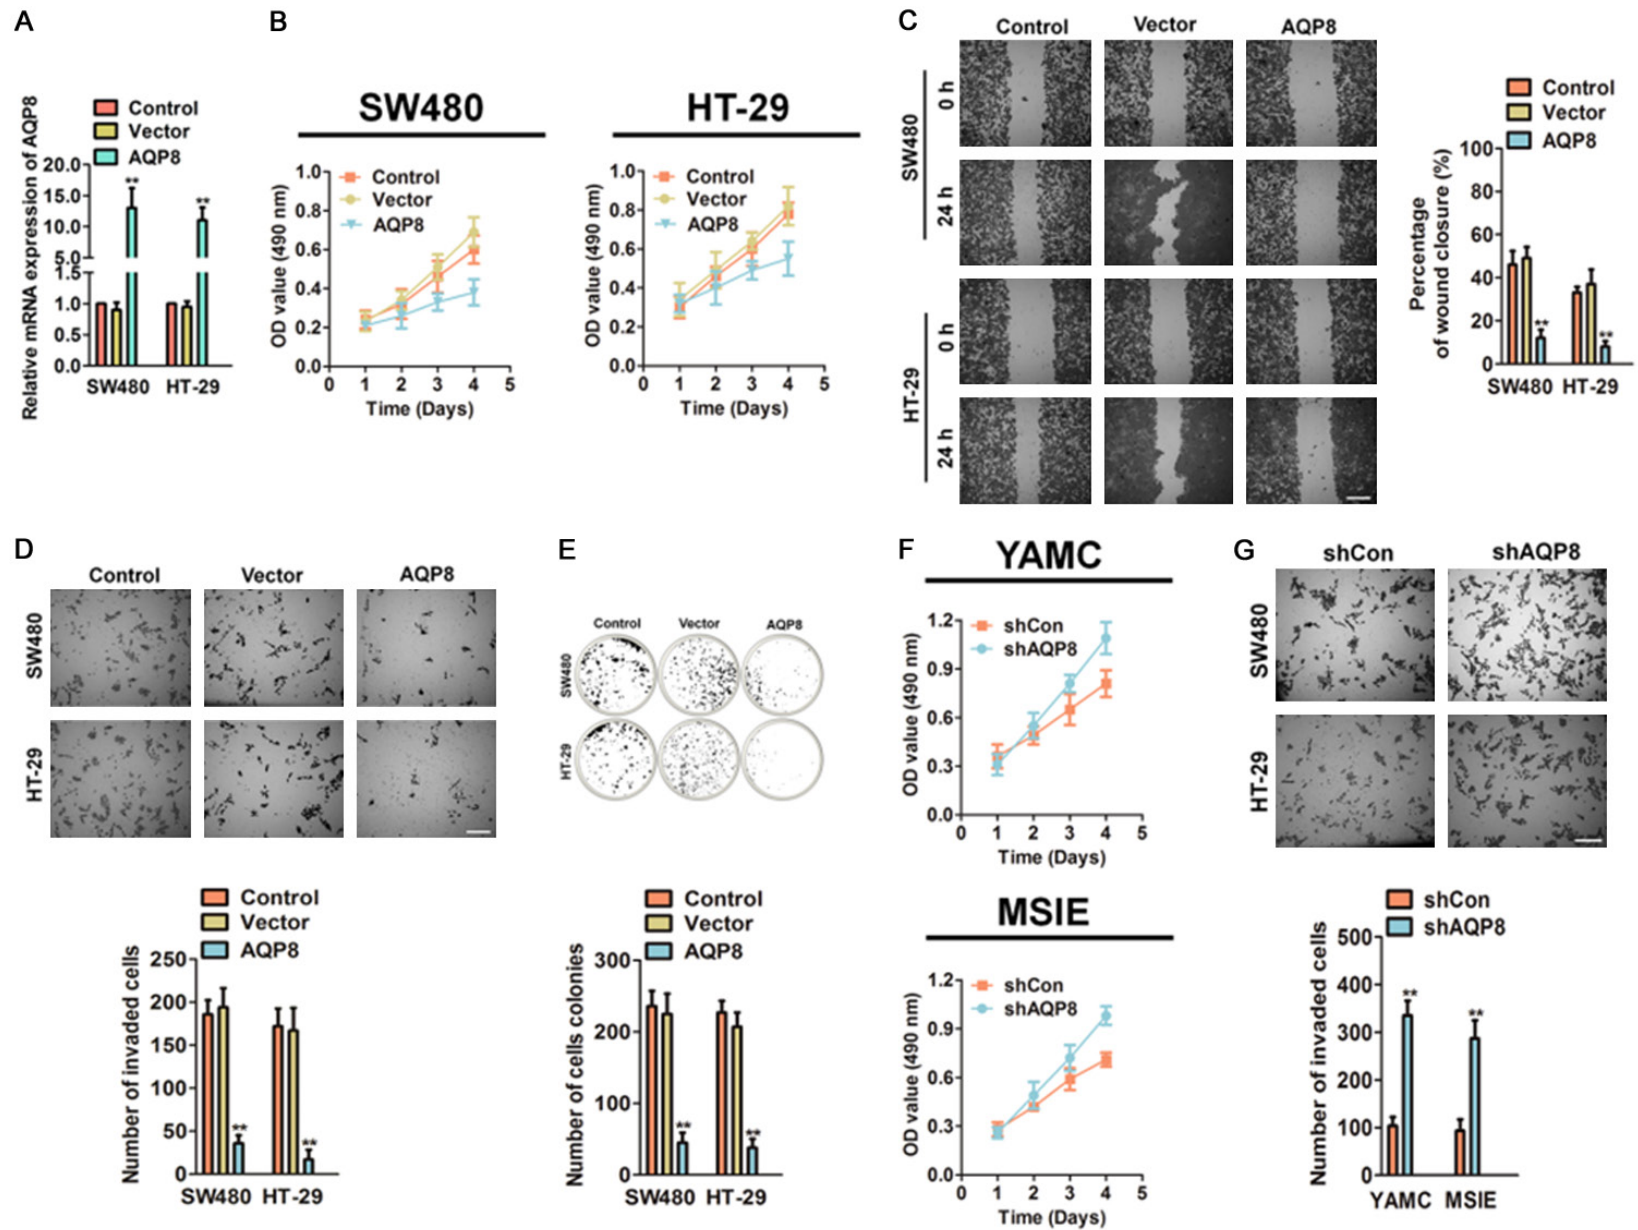 A
Relative mRNA expression of AQP8
Control
Vector
AQP8
20.0
15.0
10.0
5.0
1.5
1.0
0.5
0.0
**
**
SW480 HT-29
B
SW480
OD value (490 nm)
1.0
0.8
0.6
0.4
0.2
0.0
Control
Vector
AQP8
0 1 2 3 4 5
Time (Days)
HT-29
OD value (490 nm)
1.0
0.8
0.6
0.4
0.2
0.0
Control
Vector
AQP8
0 1 2 3 4 5
Time (Days)
C
Control Vector AQP8
SW480
0 h
24 h
HT-29
0 h
24 h
Control
Vector
AQP8
Percentage
of wound closure (%)
100
80
60
40
20
0
**
**
SW480 HT-29
D
Control Vector AQP8
SW480
HT-29
Control
Vector
AQP8
Number of invaded cells
250
200
150
100
50
0
**
**
SW480 HT-29
E
Control Vector AQP8
SW480
HT-29
Control
Vector
AQP8
Number of cells colonies
300
200
100
0
**
**
SW480 HT-29
F
YAMC
OD value (490 nm)
1.2
0.9
0.6
0.3
0.0
shCon
shAQP8
0 1 2 3 4 5
Time (Days)
MSIE
OD value (490 nm)
1.2
0.9
0.6
0.3
0.0
shCon
shAQP8
0 1 2 3 4 5
Time (Days)
G
shCon shAQP8
SW480
HT-29
shCon
shAQP8
Number of invaded cells
500
400
300
200
100
0
**
**
YAMC MSIE